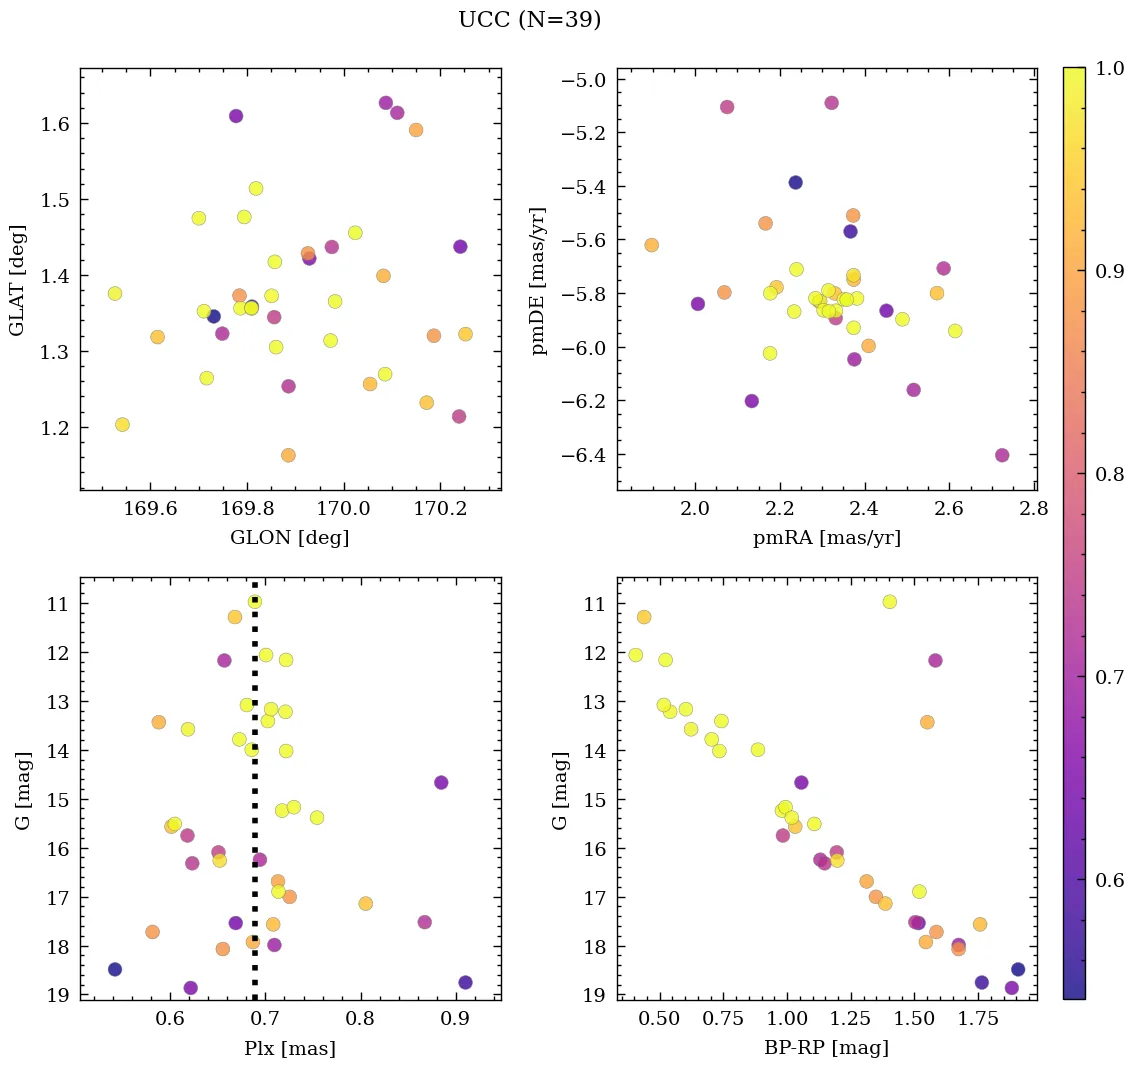 UCC (N=39)
1.6
1.5
1.4
1.3
1.2
GLAT [deg]
169.6 169.8 170.0 170.2
GLON [deg]
−5.0
−5.2
−5.4
−5.6
−5.8
−6.0
−6.2
−6.4
pmDE [mas/yr]
2.0 2.2 2.4 2.6 2.8
pmRA [mas/yr]
11
12
13
14
15
16
17
18
19
G [mag]
0.6 0.7 0.8 0.9
Plx [mas]
11
12
13
14
15
16
17
18
19
G [mag]
0.50 0.75 1.00 1.25 1.50 1.75
BP-RP [mag]
1.0
0.9
0.8
0.7
0.6